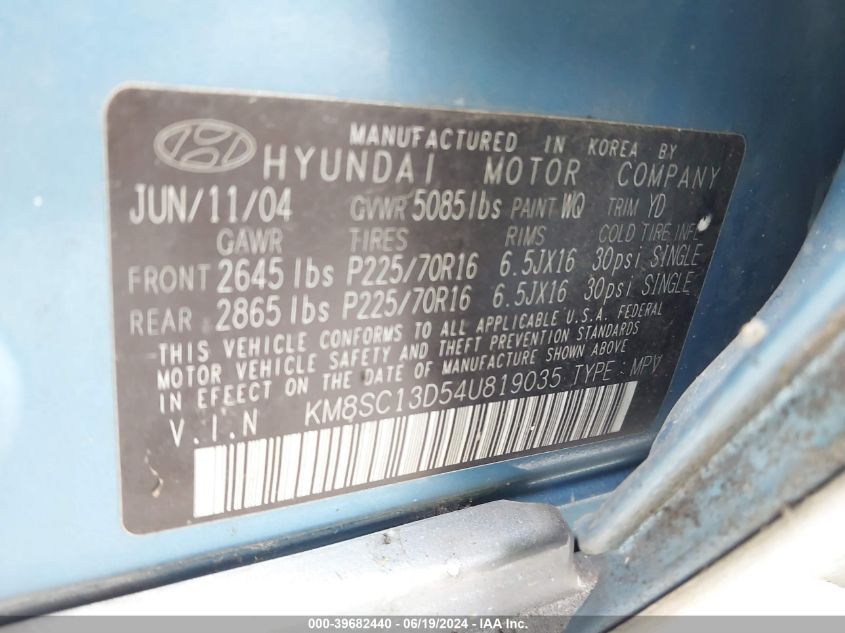 MANUFACTURED IN KOREA BY
HYUNDAI MOTOR COMPANY
JUN/11/04 GVWR 5085lbs PAINT WQ TRIM YD
GAWR TIRES RIMS COLD TIRE INFL
FRONT 2645 lbs P225/70R16 6.5JX16 30psi SINGLE
REAR 2865 lbs P225/70R16 6.5JX16 30psi SINGLE
THIS VEHICLE CONFORMS TO ALL APPLICABLE U.S.A. FEDERAL
MOTOR VEHICLE SAFETY AND THEFT PREVENTION STANDARDS
IN EFFECT ON THE DATE OF MANUFACTURE SHOWN ABOVE
V.I.N KM8SC13D54U819035 TYPE: MPV
000-39682440 - 06/19/2024 - IAA Inc.